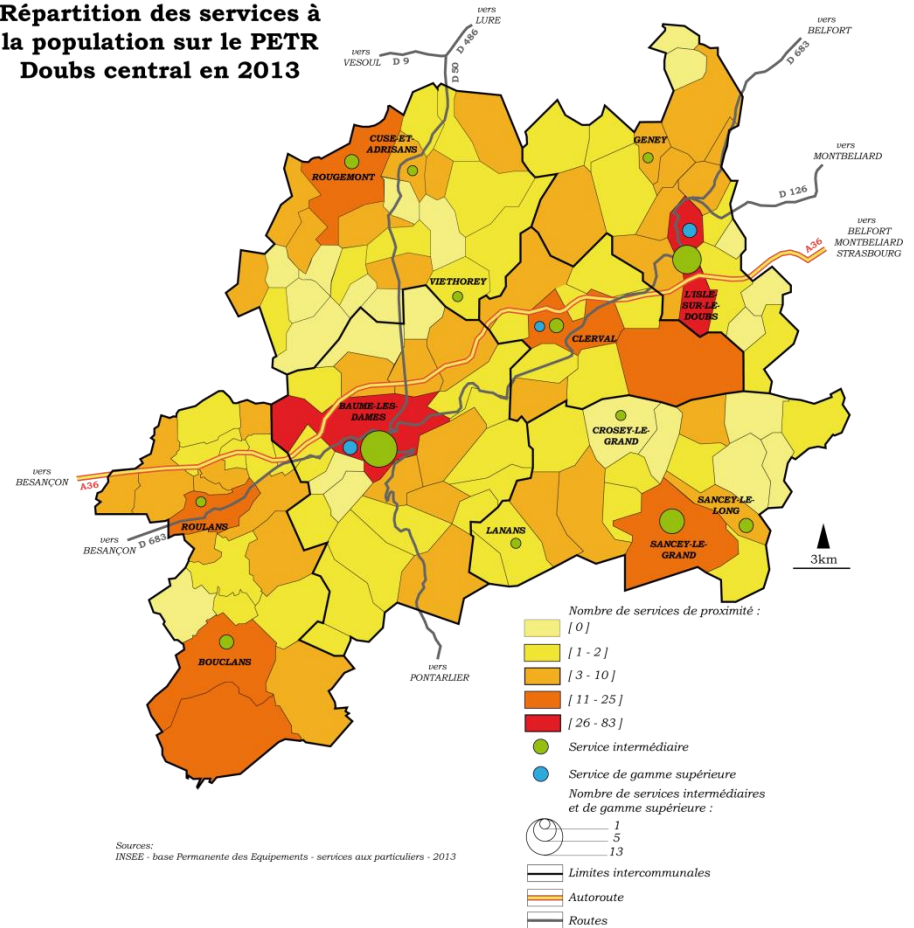 Répartition des services à
la population sur le PETR
Doubs central en 2013
vers
LURE
vers
VESOUL
D 9
D 486
D 50
vers
BELFORT
D 683
vers
MONTBELIARD
D 126
vers
BELFORT
MONTBELIARD
STRASBOURG
A36
CUSE-ET-
ADRISANS
ROUGEMONT
GENEY
VIETHOREY
L'ISLE
SUR-LE-
DOUBS
CLERVAL
BAUME-LES-
DAMES
CROSEY-LE-
GRAND
vers
BESANÇON
A36
ROULANS
vers
BESANÇON
D 683
LANANS
SANCEY-LE-
LONG
SANCEY-LE-
GRAND
3km
BOUCLANS
vers
PONTARLIER
Nombre de services de proximité :
[ 0 ]
[ 1 - 2 ]
[ 3 - 10 ]
[ 11 - 25 ]
[ 26 - 83 ]
Service intermédiaire
Service de gamme supérieure
Nombre de services intermédiaires
et de gamme supérieure :
1
5
13
Limites intercommunales
Autoroute
Routes
Sources:
INSEE - base Permanente des Equipements - services aux particuliers - 2013